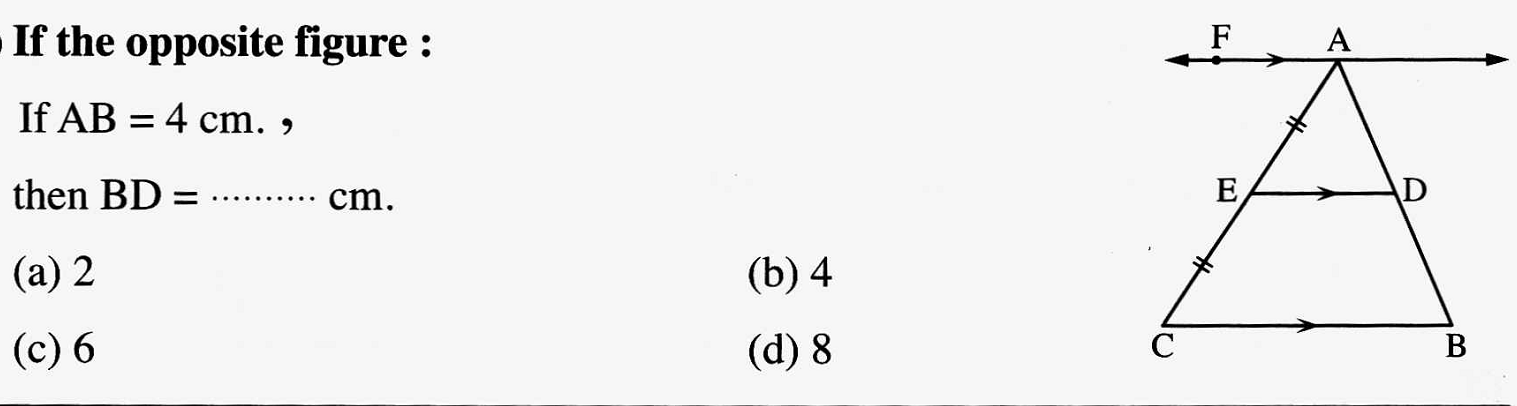 If the opposite figure :
If AB = 4 cm. ,
then BD = .......... cm.
(a) 2
(b) 4
(c) 6
(d) 8
F
A
E
D
C
B